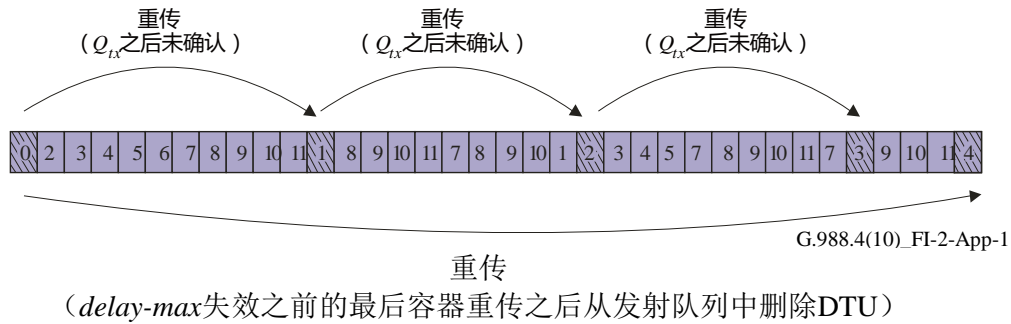 重传 重传 重传
（Qtx之后未确认） （Qtx之后未确认） （Qtx之后未确认）
0 2 3 4 5 6 7 8 9 10 11 1 8 9 10 11 7 8 9 10 1 2 3 4 5 7 8 9 10 11 7 3 9 10 11 4
G.988.4(10)_FI-2-App-1
重传
（delay-max失效之前的最后容器重传之后从发射队列中删除DTU）